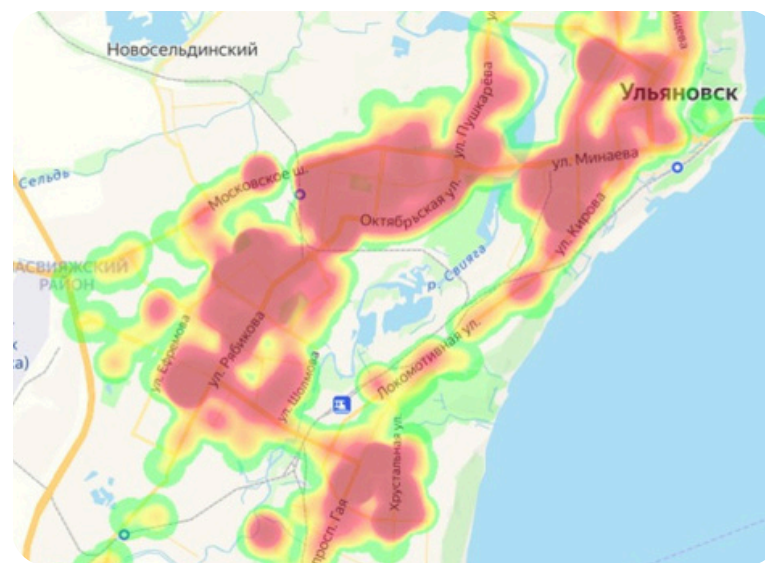 Новосельдинский
Ульяновск
ул. Пушкарёва
ул. Минаева
Сельдь
Московское ш.
Октябрьская ул.
ул. Кирова
АСВИЯЖСКИЙ
РАЙОН
р. Свияга
ул. Ефремова
ул. Рябикова
Локомотивная ул.
ул. Шолмова
Хрустальная ул.
просп. Гая